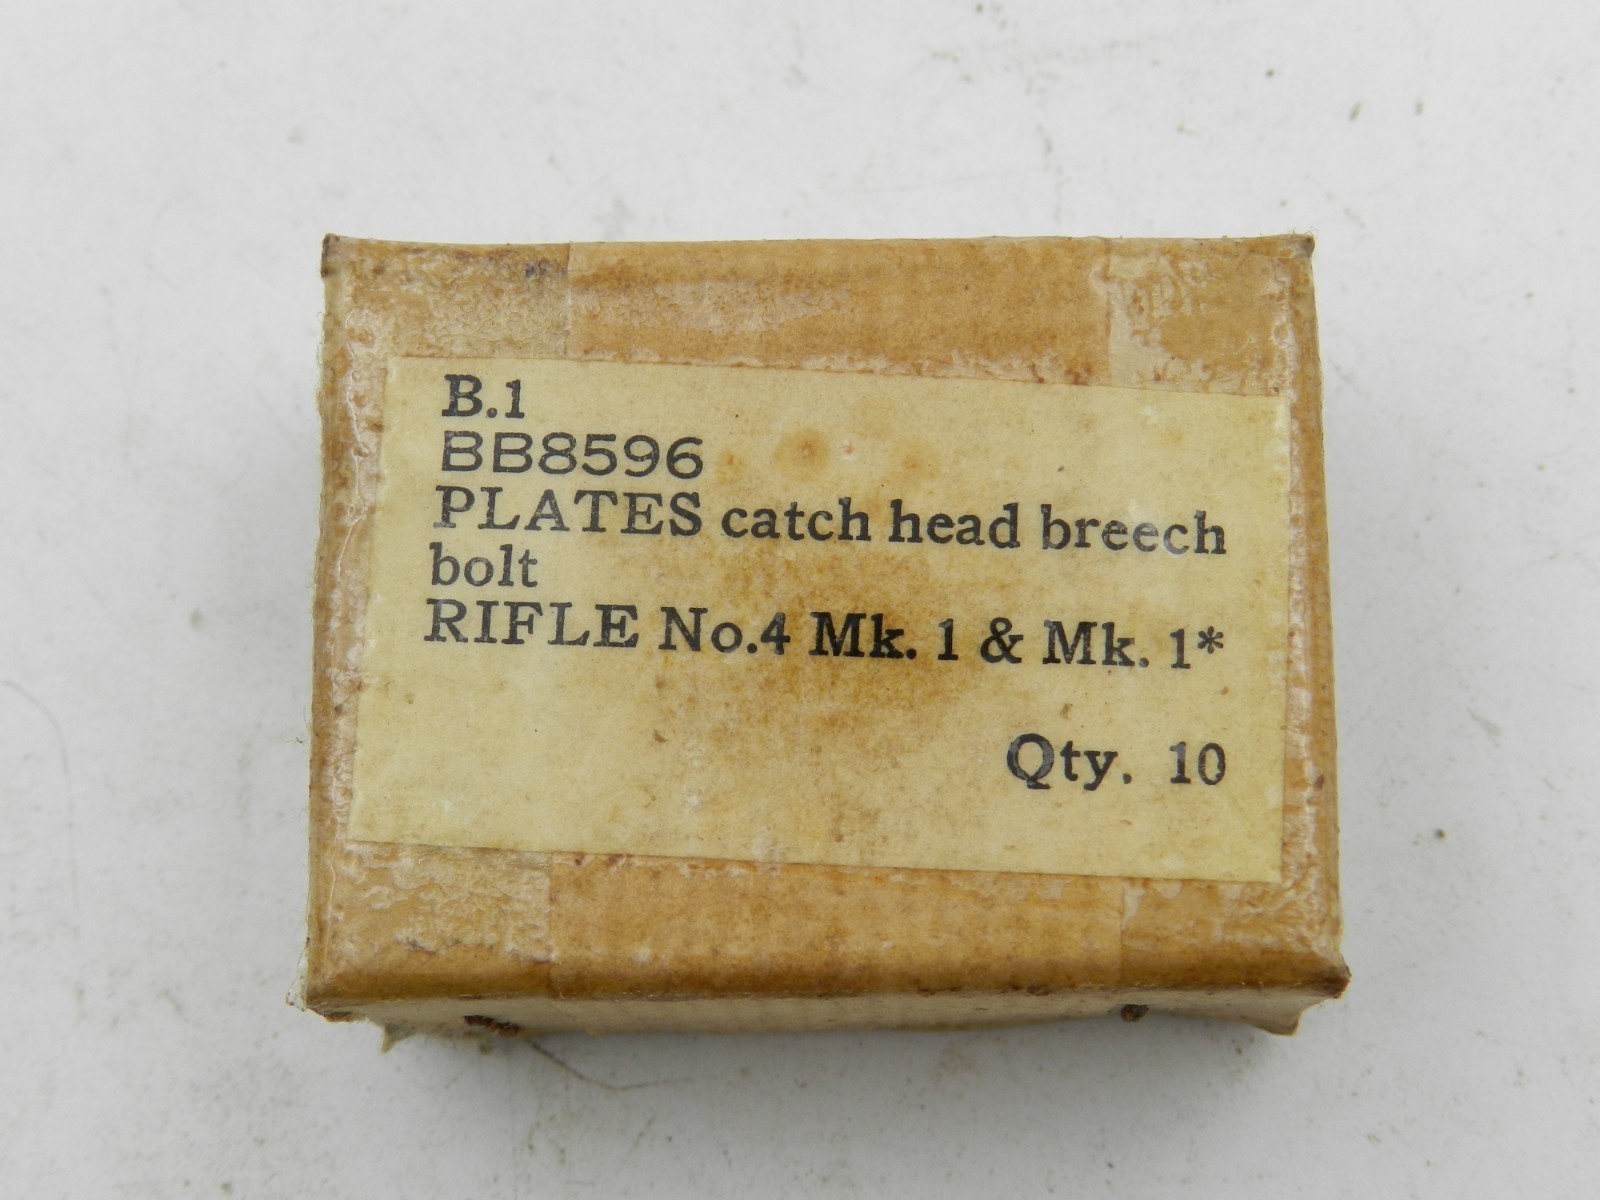 B.1
BB8596
PLATES catch head breech
bolt
RIFLE No.4 Mk. 1 & Mk. 1*
Qty. 10